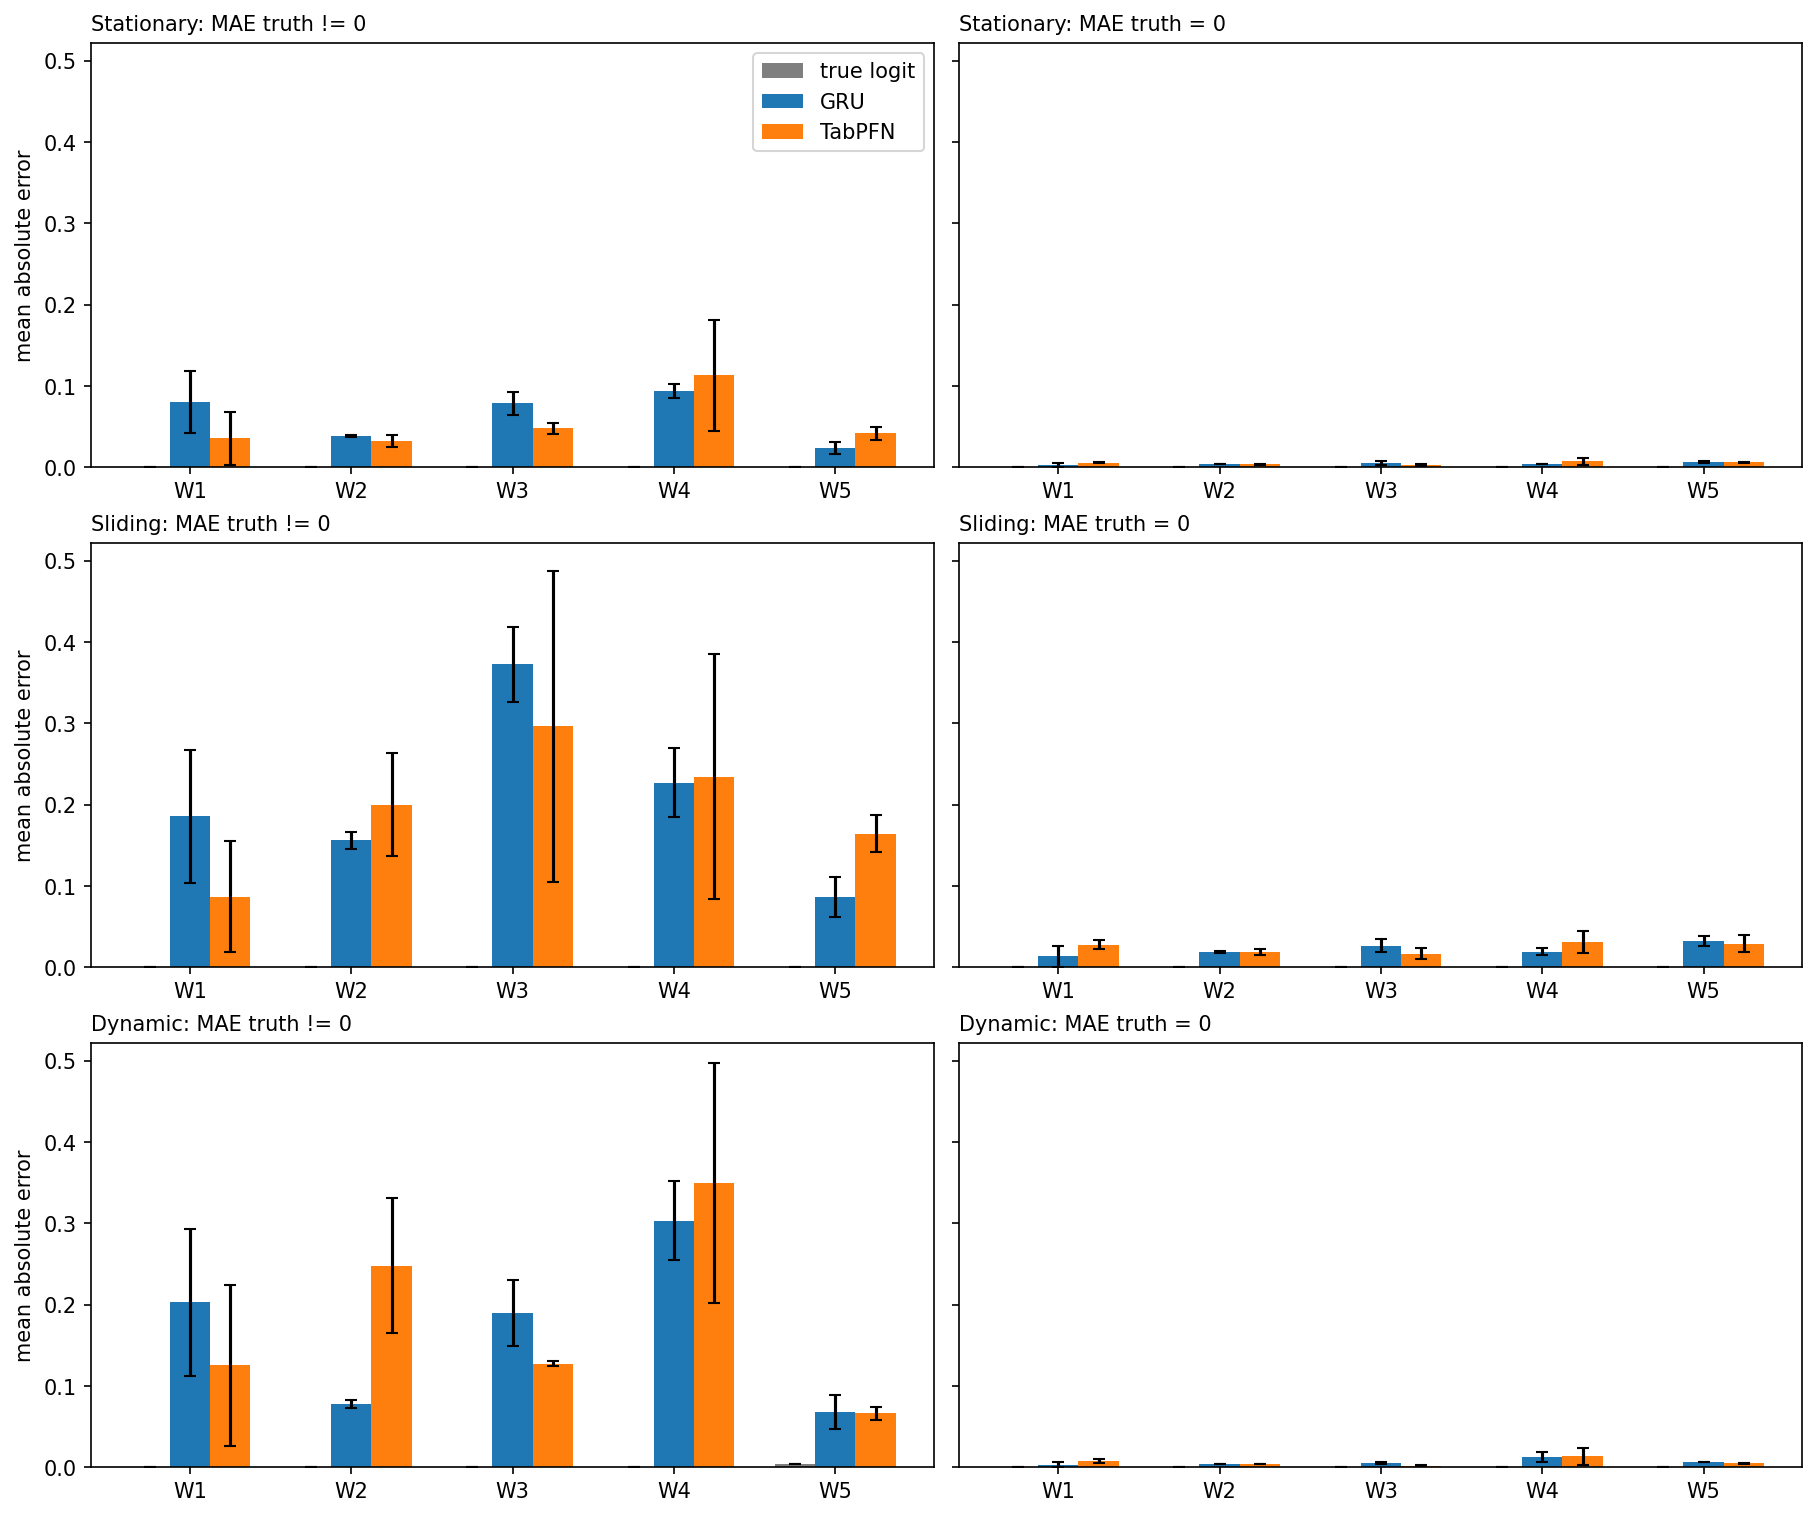 Stationary: MAE truth != 0
mean absolute error
0.5
0.4
0.3
0.2
0.1
0.0
true logit
GRU
TabPFN
W1 W2 W3 W4 W5
Stationary: MAE truth = 0
W1 W2 W3 W4 W5
Sliding: MAE truth != 0
mean absolute error
0.5
0.4
0.3
0.2
0.1
0.0
W1 W2 W3 W4 W5
Sliding: MAE truth = 0
W1 W2 W3 W4 W5
Dynamic: MAE truth != 0
mean absolute error
0.5
0.4
0.3
0.2
0.1
0.0
W1 W2 W3 W4 W5
Dynamic: MAE truth = 0
W1 W2 W3 W4 W5